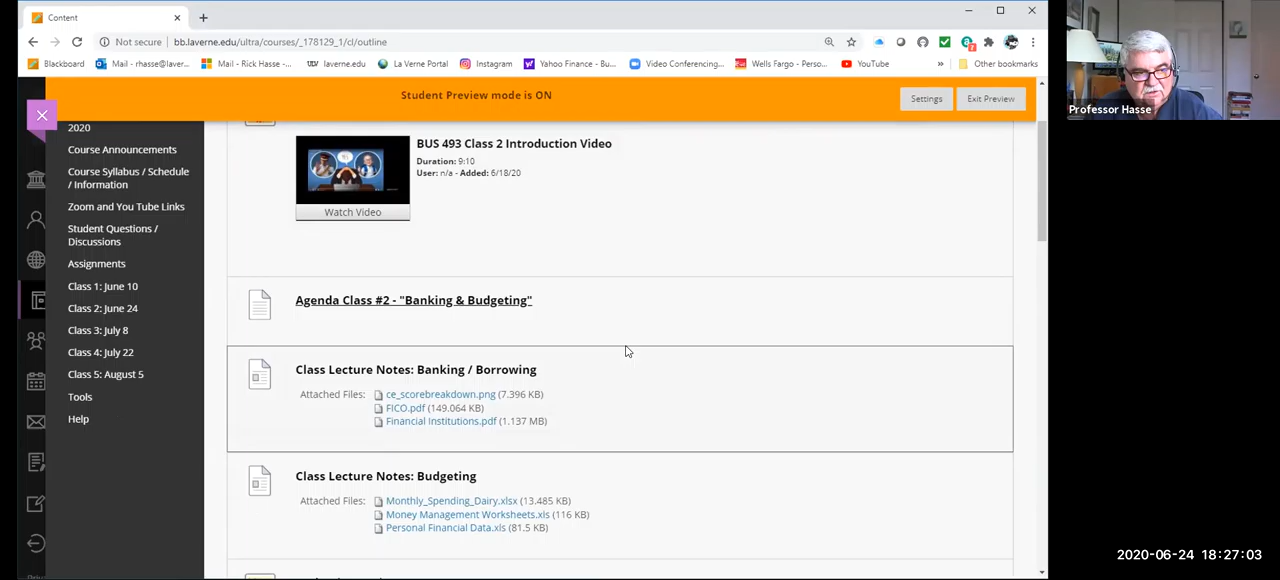 Content
Not secure | bb.laverne.edu/ultra/courses/_178129_1/cl/outline
Blackboard
Mail - rhasse@laver...
Mail - Rick Hasse -...
laverne.edu
La Verne Portal
Instagram
Yahoo Finance - Bu...
Video Conferencing...
Wells Fargo - Perso...
YouTube
Other bookmarks
Student Preview mode is ON
Settings
Exit Preview
Professor Hasse
2020
Course Announcements
Course Syllabus / Schedule
/ Information
Zoom and You Tube Links
Student Questions /
Discussions
Assignments
Class 1: June 10
Class 2: June 24
Class 3: July 8
Class 4: July 22
Class 5: August 5
Tools
Help
BUS 493 Class 2 Introduction Video
Duration: 9:10
User: n/a - Added: 6/18/20
Watch Video
Agenda Class #2 - "Banking & Budgeting"
Class Lecture Notes: Banking / Borrowing
Attached Files: ce_scorebreakdown.png (7.396 KB)
FICO.pdf (149.064 KB)
Financial Institutions.pdf (1.137 MB)
Class Lecture Notes: Budgeting
Attached Files: Monthly_Spending_Dairy.xlsx (13.485 KB)
Money Management Worksheets.xls (116 KB)
Personal Financial Data.xls (81.5 KB)
2020-06-24 18:27:03